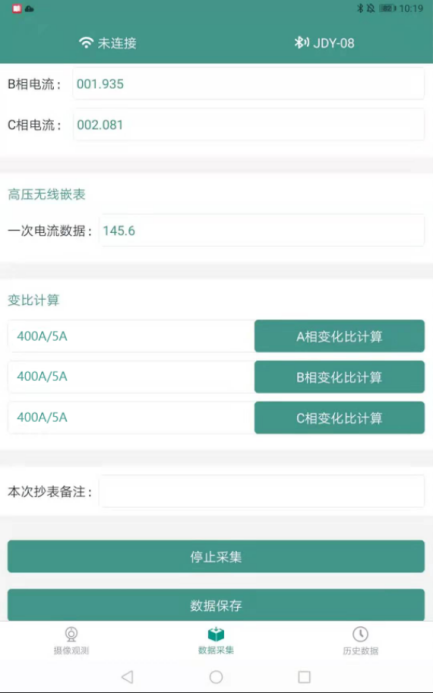 10:19
未连接 JDY-08
B相电流： 001.935
C相电流： 002.081
高压无线嵌表
一次电流数据： 145.6
变比计算
400A/5A A相变化比计算
400A/5A B相变化比计算
400A/5A C相变化比计算
本次抄表备注：
停止采集
数据保存
摄像观测 数据采集 历史数据